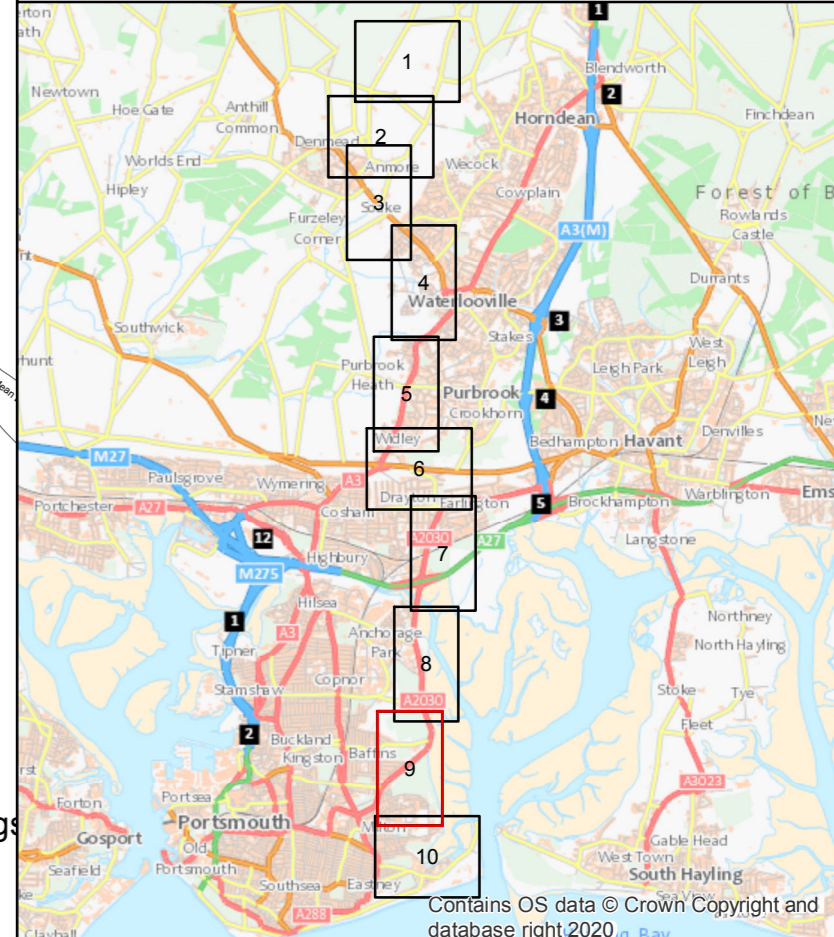 erton
ath
1
1
Blendworth
Newtown
2
Hoe Gate
Anthill
Common
Horndean
Finchdean
2
Denmead
Worlds End
Anmore
Wecock
Hipley
Cowplain
Forest of B
3
Soake
Furzeley
Corner
Rowlands
Castle
A3(M)
4
Durrants
Waterlooville
3
Southwick
Stakes
West
Leigh
Purbrook
Heath
Leigh Park
hunt
5
Purbrook
4
Crookhorn
Denvilles
Widley
Bedhampton
Havant
M27
6
Paulsgrove
A3
Wymering
Drayton
Farlington
5
Brockhampton
Warblington
Ems
Portchester
A27
Cosham
12
A2030
A27
Langstone
7
Highbury
M275
Hilsea
1
A3
Anchorage
Park
Northney
Tipner
8
North Hayling
Copnor
Stamshaw
Stoke
Tye
A2030
Fleet
2
Buckland
Kingston
Baffins
9
A3023
Forton
Portsea
Portsmouth
Milton
gs
Gosport
Old
Portsmouth
10
Gable Head
West Town
Seafield
Southsea
Eastney
South Hayling
A288
Contains OS data © Crown Copyright and
database right 2020
g Bay